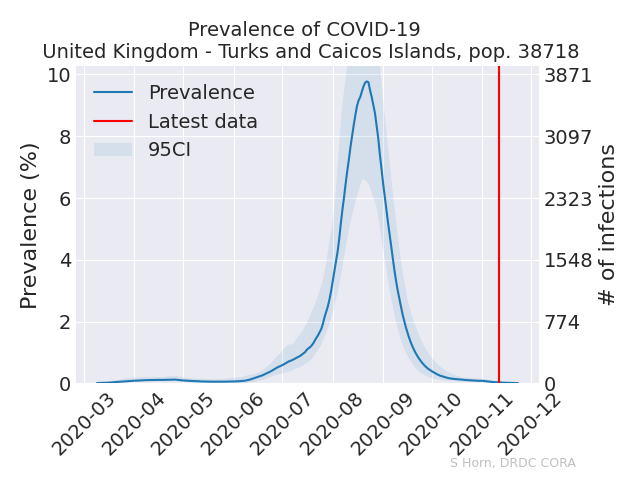 Prevalence of COVID-19
United Kingdom - Turks and Caicos Islands, pop. 38718
Prevalence (%)
10
8
6
4
2
0
Prevalence
Latest data
95CI
3871
3097
2323
1548
774
0
# of infections
2020-03
2020-04
2020-05
2020-06
2020-07
2020-08
2020-09
2020-10
2020-11
2020-12
S Horn, DRDC CORA